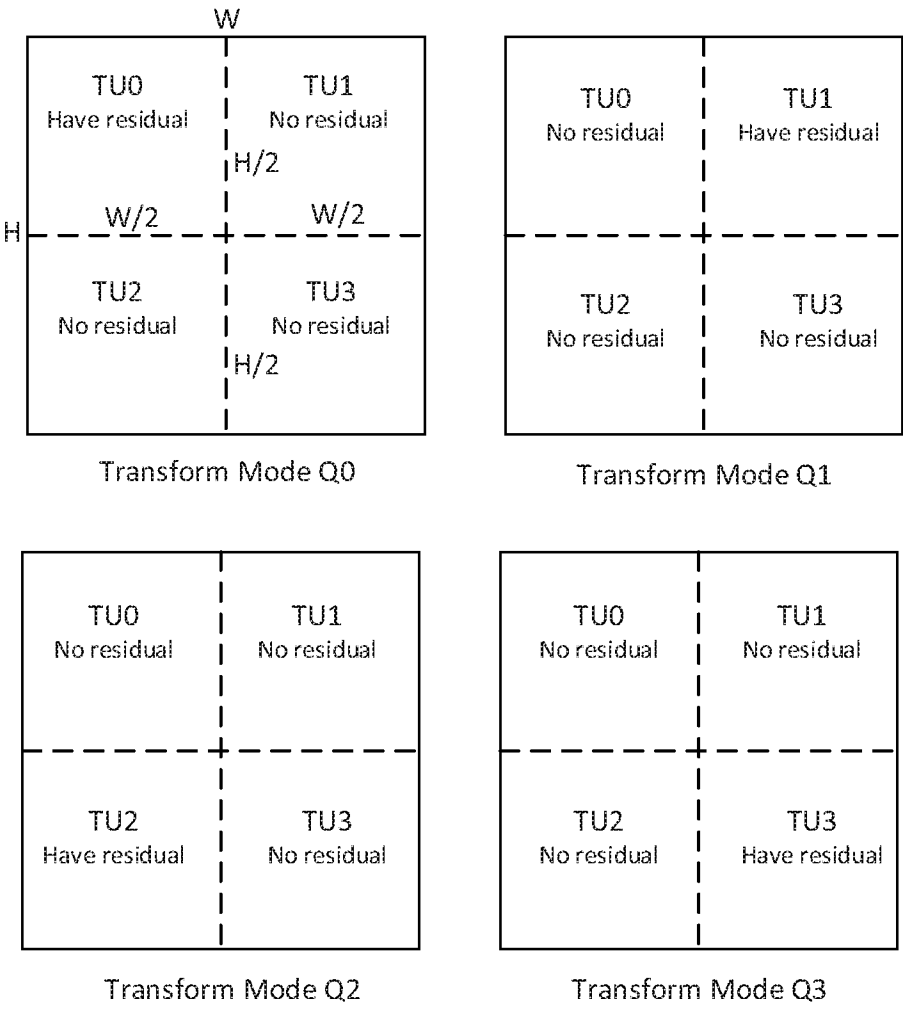 W
TU0
Have residual
TU1
No residual
H/2
W/2
W/2
H
TU2
No residual
TU3
No residual
H/2
Transform Mode Q0
TU0
No residual
TU1
Have residual
TU2
No residual
TU3
No residual
Transform Mode Q1
TU0
No residual
TU1
No residual
TU2
Have residual
TU3
No residual
Transform Mode Q2
TU0
No residual
TU1
No residual
TU2
No residual
TU3
Have residual
Transform Mode Q3